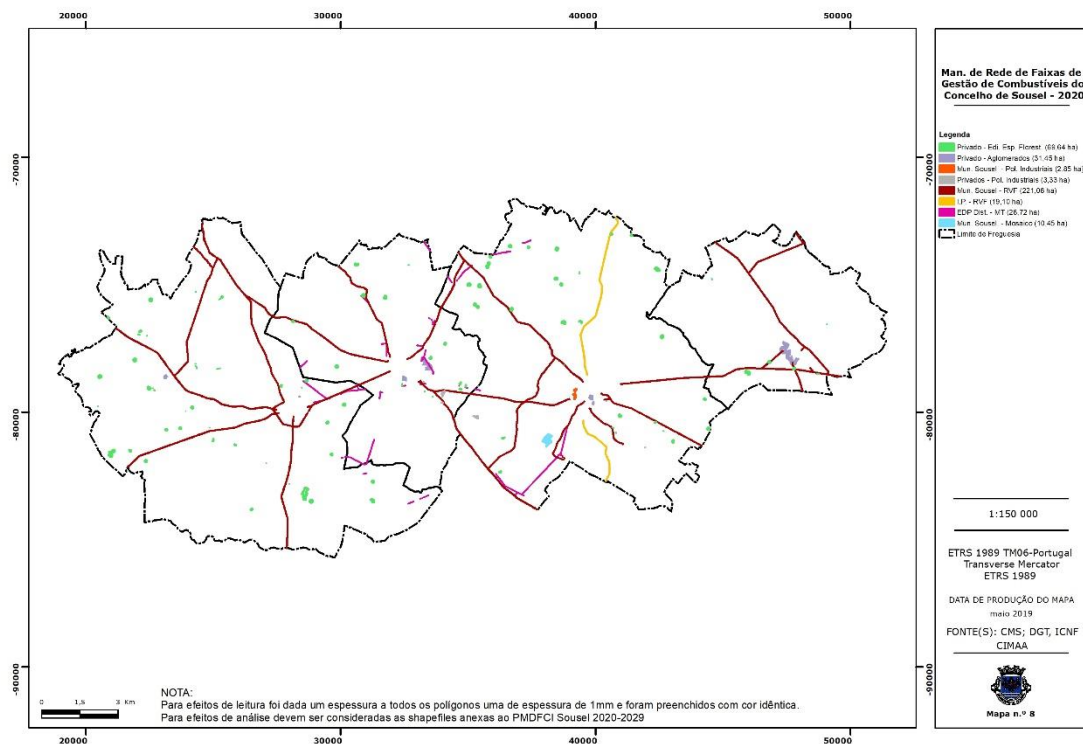 20000 30000 40000 50000
-70000 -70000
-80000 -80000
-90000 -90000
20000 30000 40000 50000
0 1,5 3 Km
NOTA:
Para efeitos de leitura foi dada um espessura a todos os polígonos uma de espessura de 1mm e foram preenchidos com cor idêntica.
Para efeitos de análise devem ser consideradas as shapefiles anexas ao PMDFCI Sousel 2020-2029
Man. de Rede de Faixas de
Gestão de Combustíveis do
Concelho de Sousel - 2020
Legenda
Privado - Edi. Esp. Florest. (69,64 ha)
Privado - Aglomerados (31,45 ha)
Mun. Sousel - Pol. Industriais (2,85 ha)
Privados - Pol. Industriais (3,33 ha)
Mun. Sousel - RVF (221,06 ha)
I.P. - RVF (19,10 ha)
EDP Dist. - MT (26,72 ha)
Mun. Sousel - Mosaico (10,45 ha)
Limite de Freguesia
1:150 000
ETRS 1989 TM06-Portugal
Transverse Mercator
ETRS 1989
DATA DE PRODUÇÃO DO MAPA
maio 2019
FONTE(S): CMS; DGT, ICNF
CIMAA
Mapa n.º 8